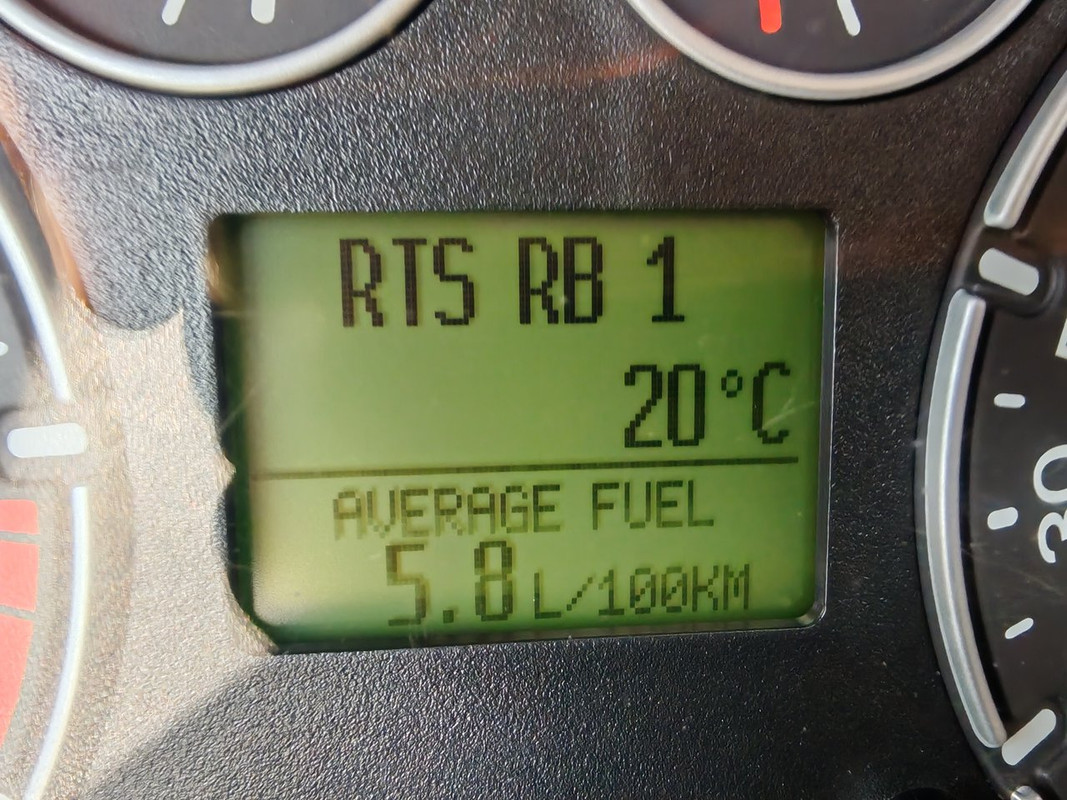 RTS RB 1
20°C
AVERAGE FUEL
5.8 L/100KM
30